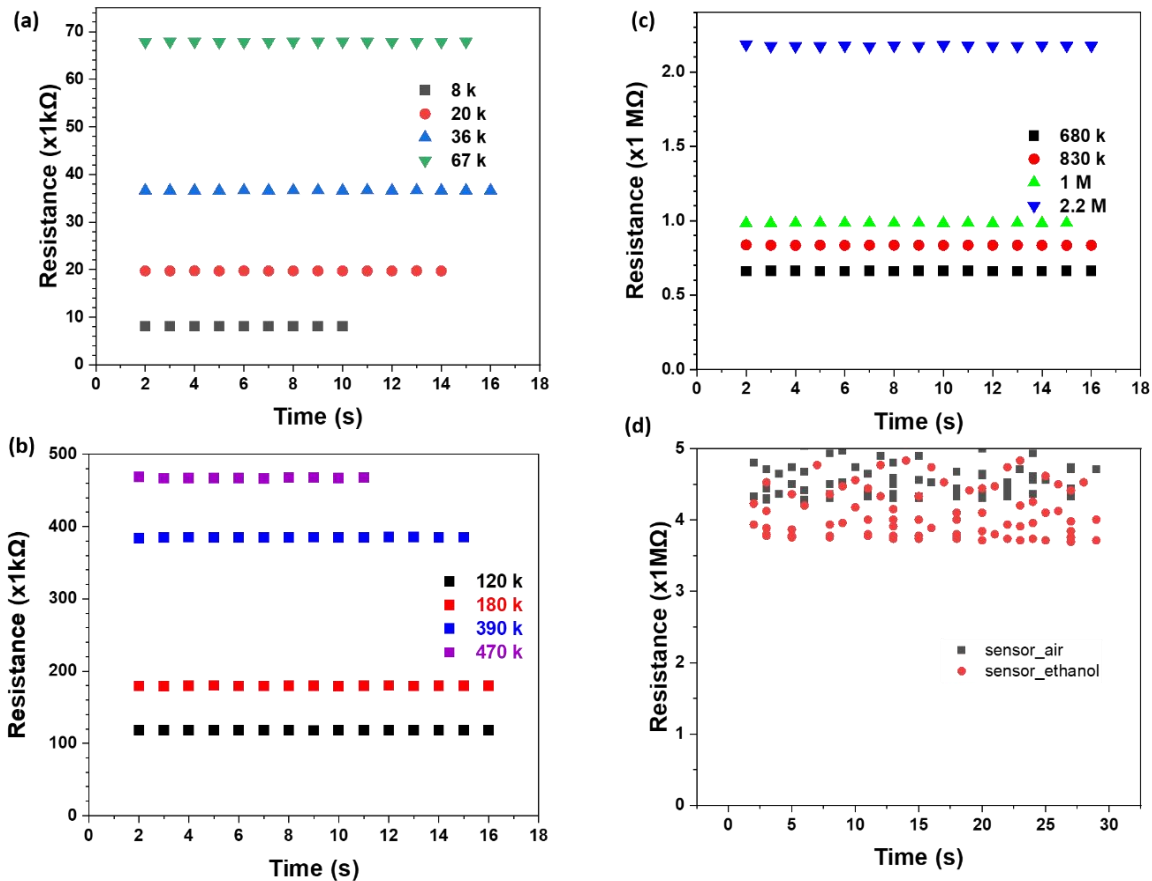 (a)
70
60
50
40
30
20
10
0
Resistance (x1kΩ)
8 k
20 k
36 k
67 k
0 2 4 6 8 10 12 14 16 18
Time (s)
(c)
2.0
1.5
1.0
0.5
0.0
Resistance (x1 MΩ)
680 k
830 k
1 M
2.2 M
0 2 4 6 8 10 12 14 16 18
Time (s)
(b)
500
400
300
200
100
0
Resistance (x1kΩ)
120 k
180 k
390 k
470 k
0 2 4 6 8 10 12 14 16 18
Time (s)
(d)
5
4
3
2
1
0
Resistance (x1MΩ)
sensor_air
sensor_ethanol
0 5 10 15 20 25 30
Time (s)